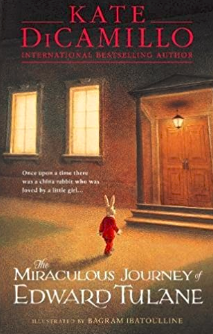 KATE
DiCAMILLO
INTERNATIONAL BESTSELLING AUTHOR
Once upon a time there
was a china rabbit who was
loved by a little girl...
The
MIRACULOUS JOURNEY of
EDWARD TULANE
ILLUSTRATED BY BAGRAM IBATOULLINE